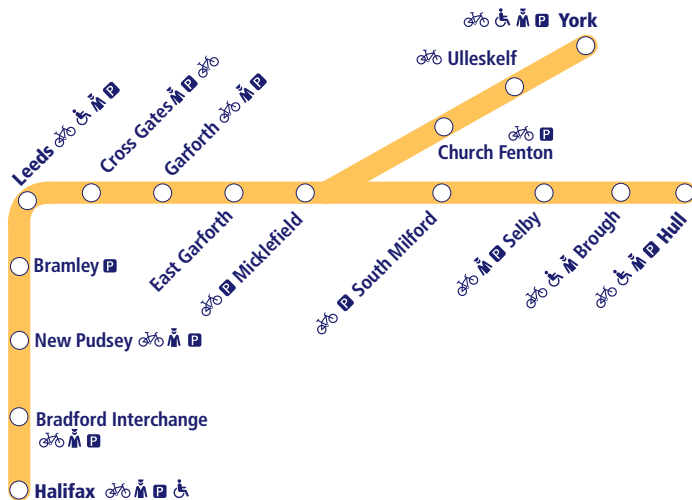 P York
Ulleskelf
P
Church Fenton
Leeds P
Cross Gates P
Garforth P
East Garforth
P Micklefield
P South Milford
P Selby
Brough
P Hull
Bramley P
New Pudsey P
Bradford Interchange
P
Halifax P